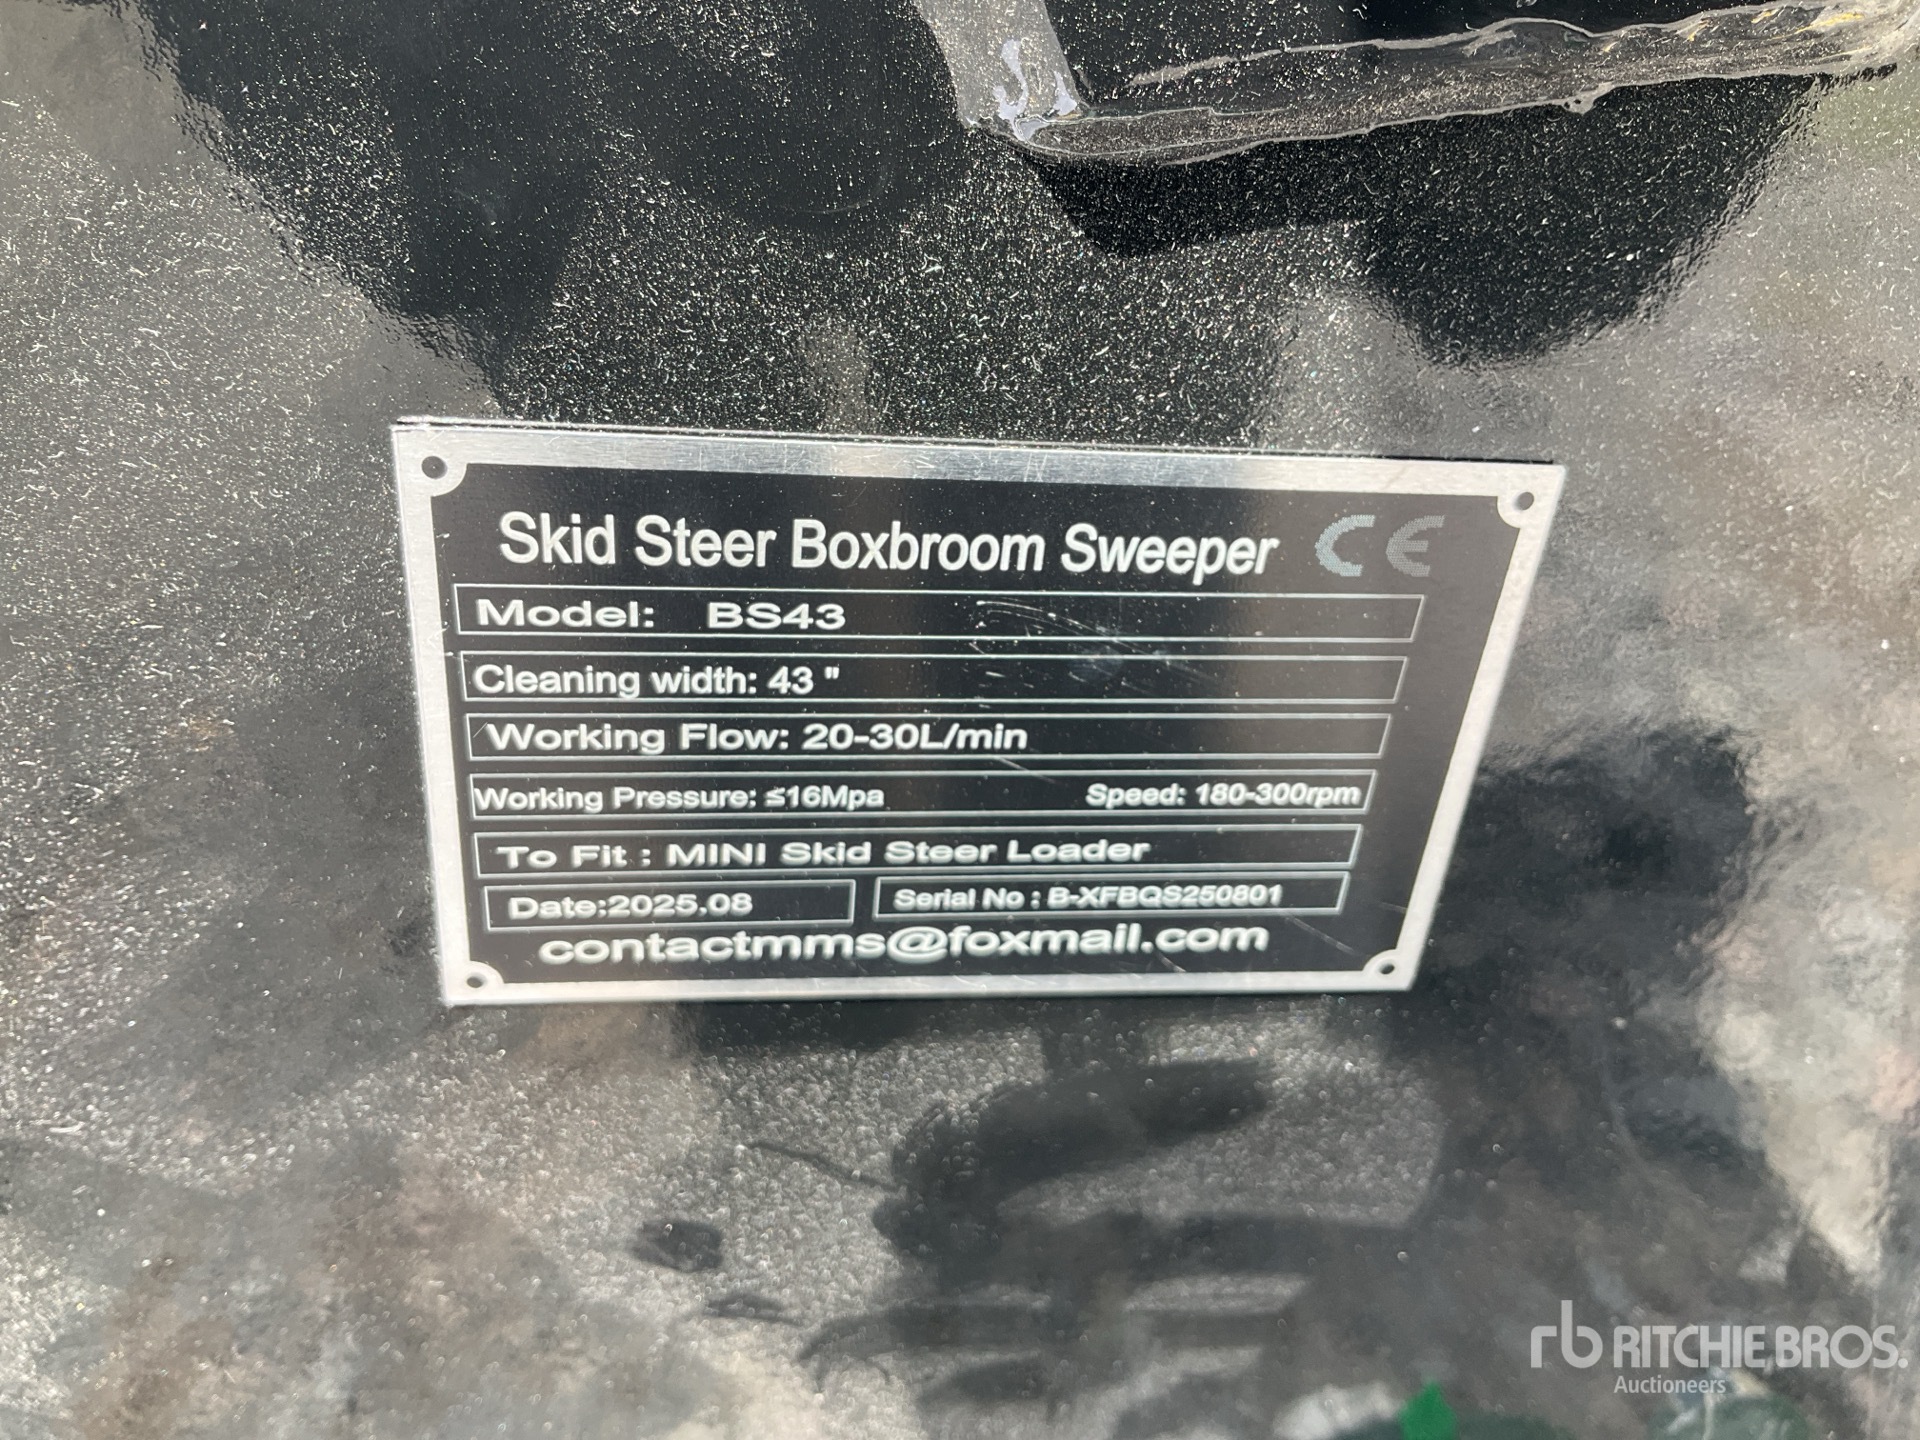 Skid Steer Boxbroom Sweeper CE
Model: BS43
Cleaning width: 43 "
Working Flow: 20-30L/min
Working Pressure: ≤16Mpa Speed: 180-300rpm
To Fit : MINI Skid Steer Loader
Date:2025.08 Serial No : B-XFBQS250801
contactmms@foxmail.com
rb RITCHIE BROS.
Auctioneers